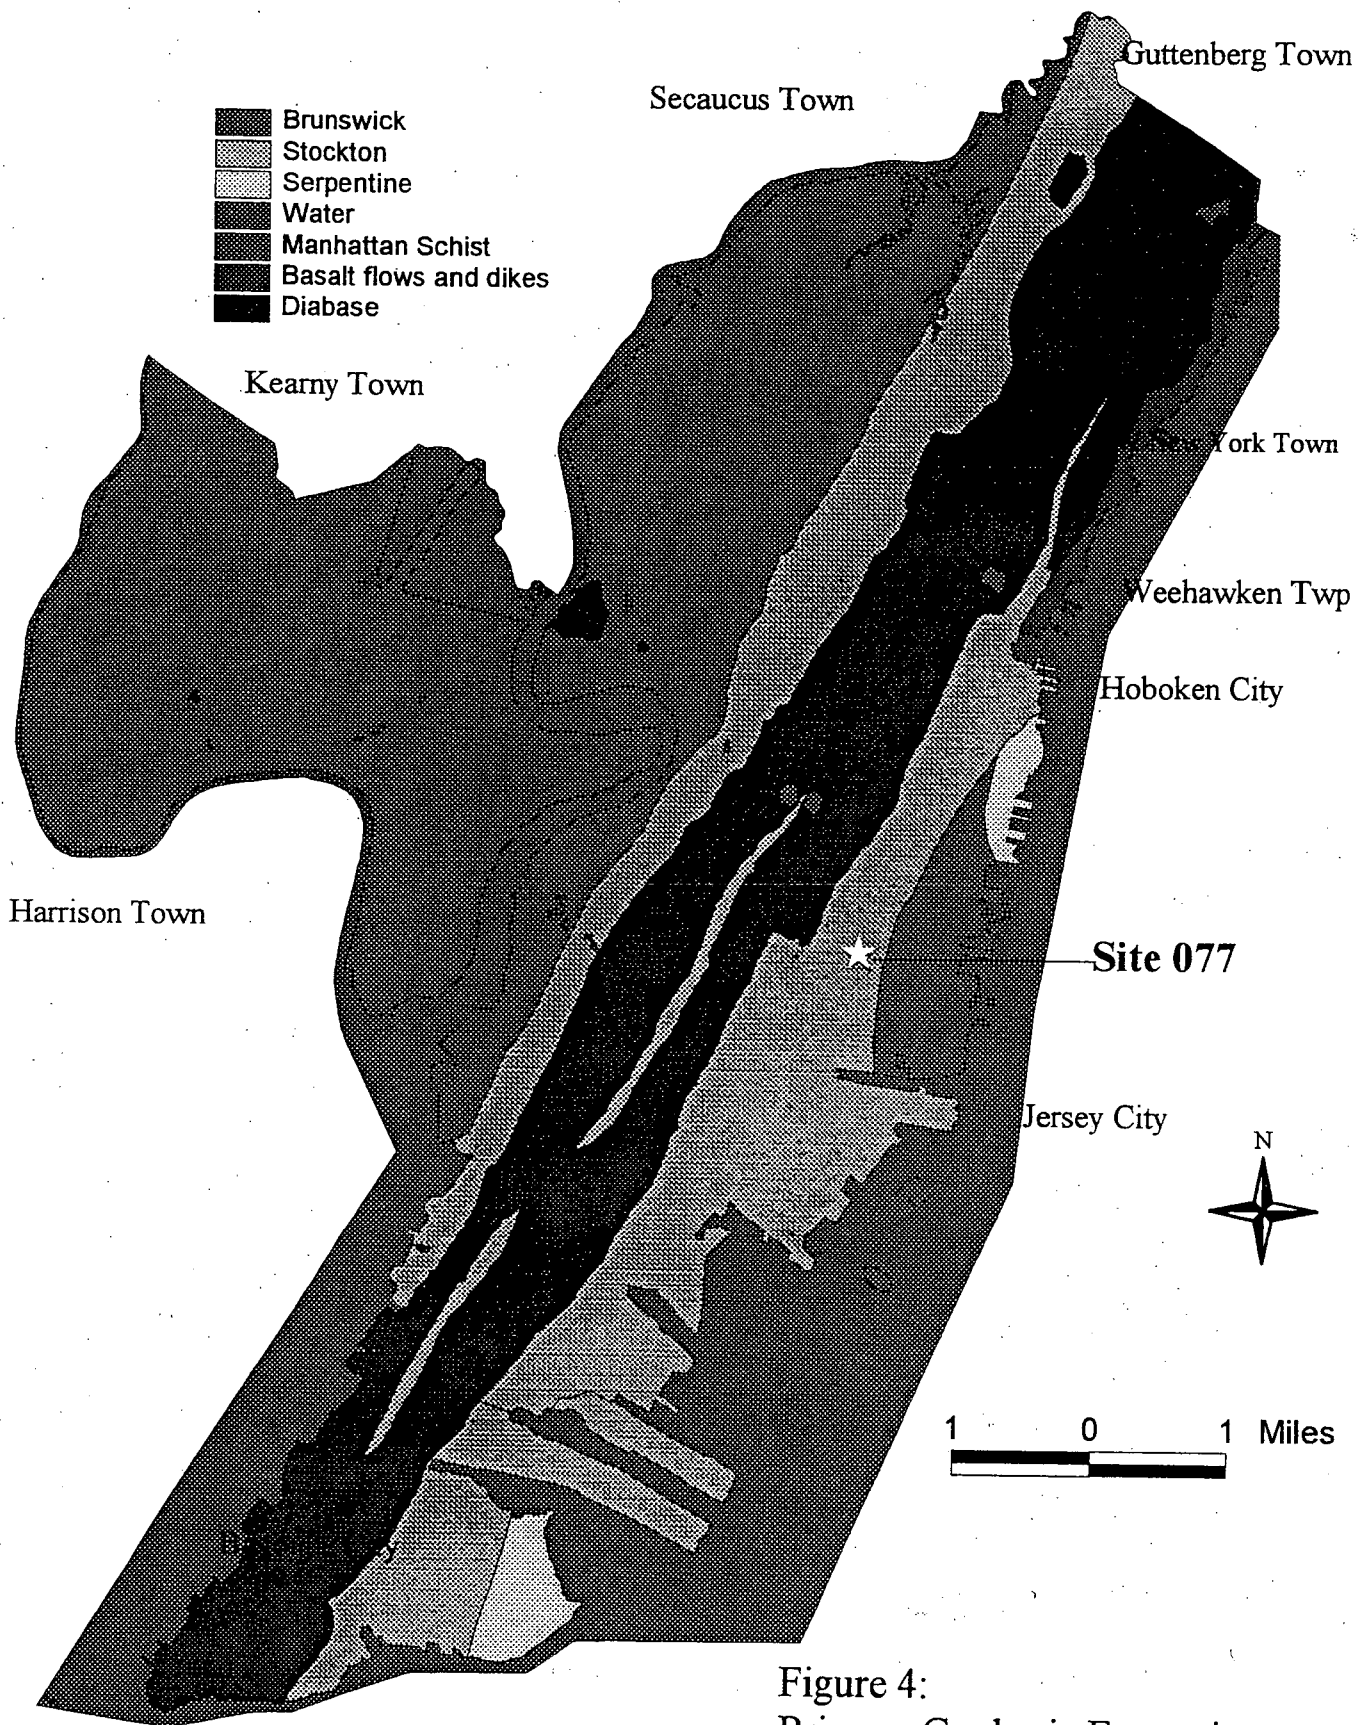 Guttenberg Town
Secaucus Town
Brunswick
Stockton
Serpentine
Water
Manhattan Schist
Basalt flows and dikes
Diabase
Kearny Town
York Town
Weehawken Twp
Hoboken City
Harrison Town
Site 077
Jersey City
N
1 0 1 Miles
Figure 4: